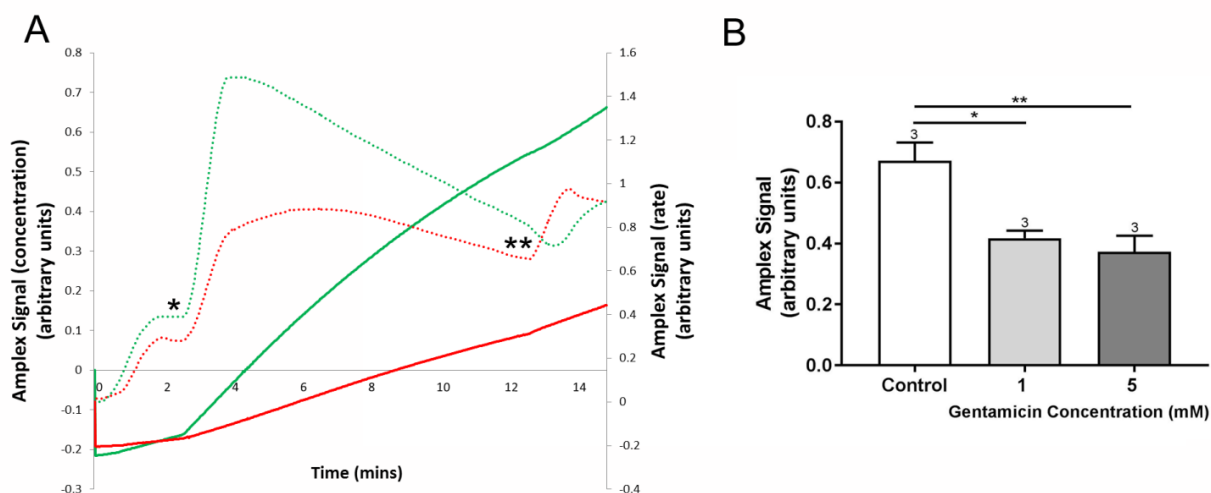 A
Amplex Signal (concentration)
(arbitrary units)
0.8
0.7
0.6
0.5
0.4
0.3
0.2
0.1
0
-0.1
-0.2
-0.3
*
**
0 2 4 6 8 10 12 14
Time (mins)
1.6
1.4
1.2
1
0.8
0.6
0.4
0.2
0
-0.2
-0.4
Amplex Signal (rate)
(arbitrary units)
B
Amplex Signal
(arbitrary units)
0.8
0.6
0.4
0.2
0.0
**
*
3
3
3
Control 1 5
Gentamicin Concentration (mM)